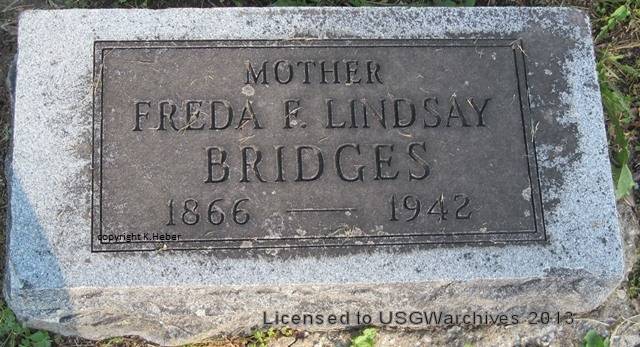 MOTHER
FREDA F. LINDSAY
BRIDGES
1866 — 1942
copyright K.Heber
Licensed to USGWarchives 2013